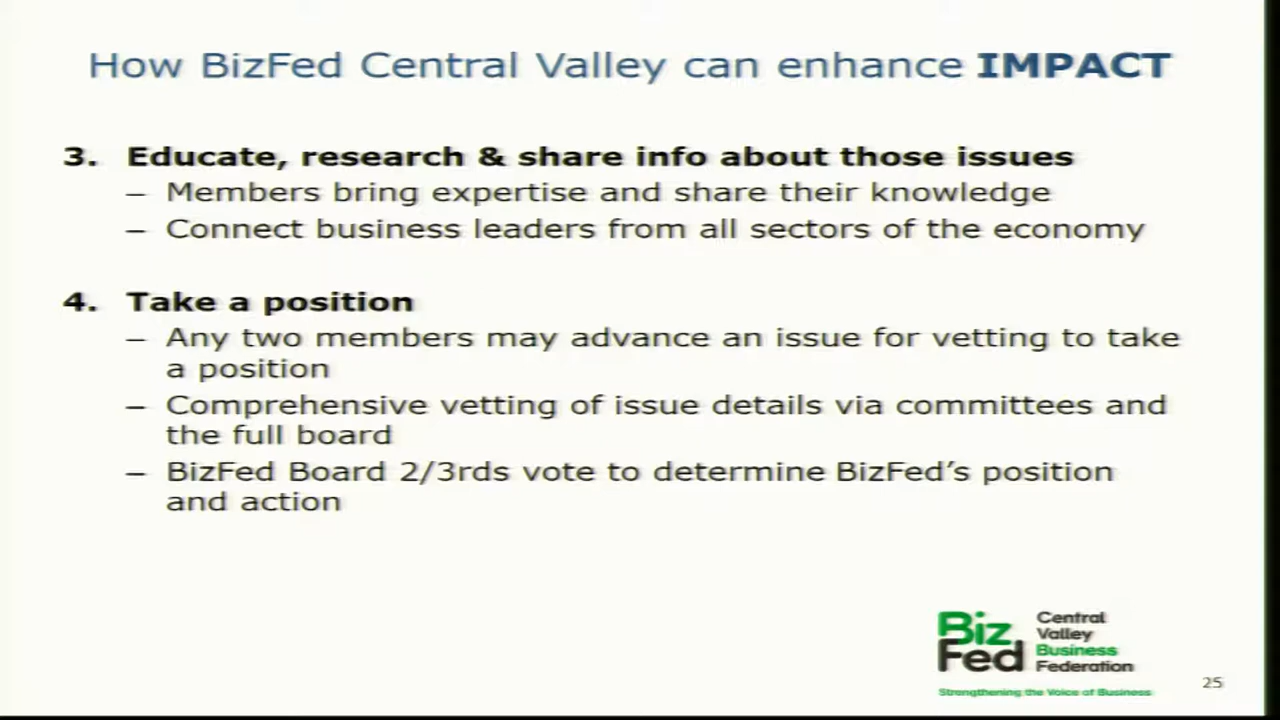 How BizFed Central Valley can enhance IMPACT
3. Educate, research & share info about those issues
– Members bring expertise and share their knowledge
– Connect business leaders from all sectors of the economy
4. Take a position
– Any two members may advance an issue for vetting to take
a position
– Comprehensive vetting of issue details via committees and
the full board
– BizFed Board 2/3rds vote to determine BizFed’s position
and action
Biz
Fed
Central
Valley
Business
Federation
Strengthening the Voice of Business
25